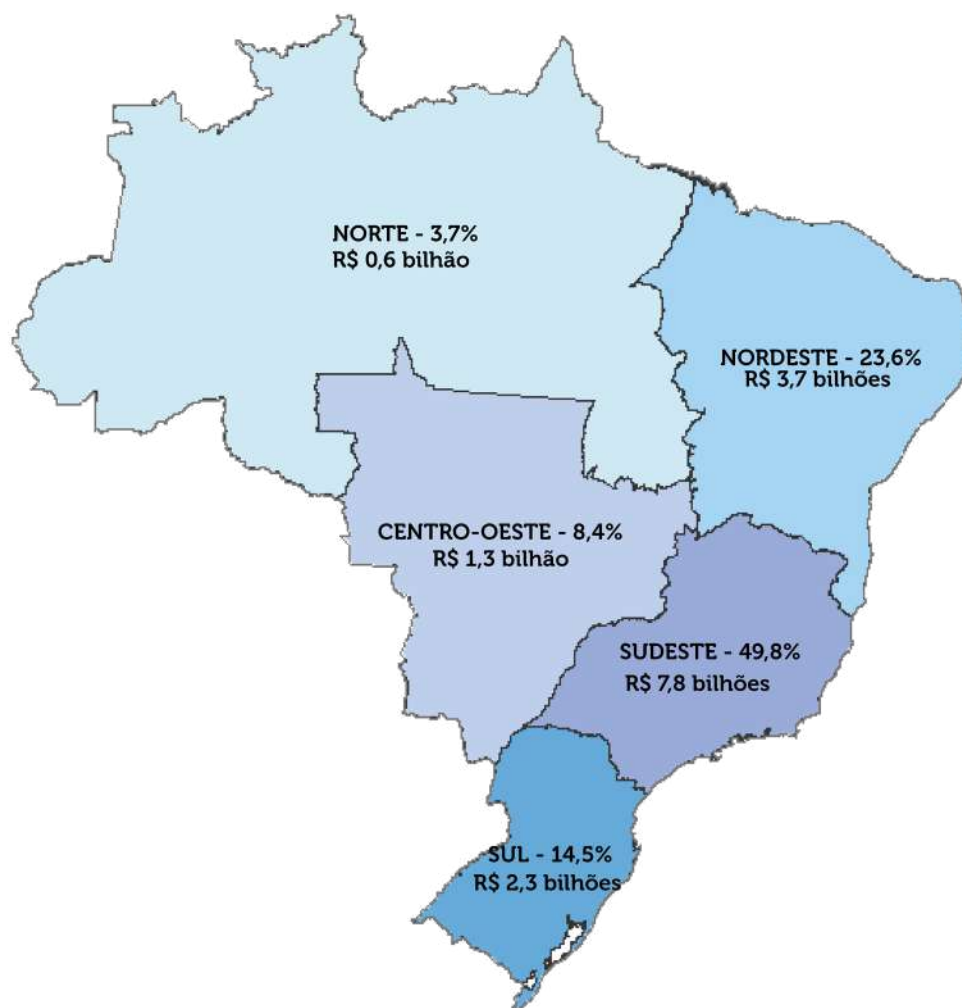 NORTE - 3,7%
R$ 0,6 bilhão
NORDESTE - 23,6%
R$ 3,7 bilhões
CENTRO-OESTE - 8,4%
R$ 1,3 bilhão
SUDESTE - 49,8%
R$ 7,8 bilhões
SUL - 14,5%
R$ 2,3 bilhões